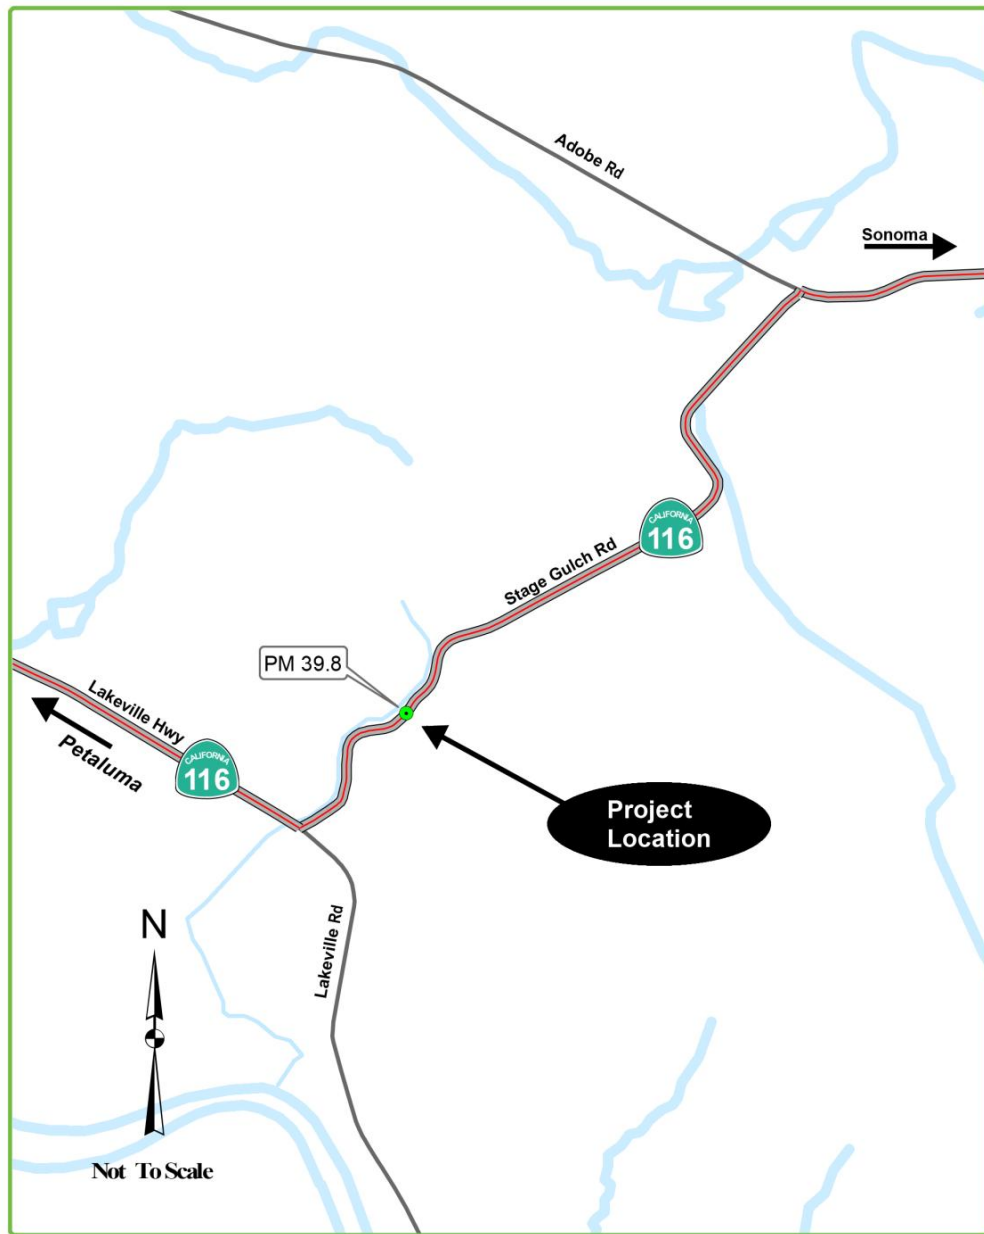 Adobe Rd
Sonoma
CALIFORNIA
116
Stage Gulch Rd
PM 39.8
Lakeville Hwy
Petaluma
CALIFORNIA
116
Project
Location
Lakeville Rd
N
Not To Scale